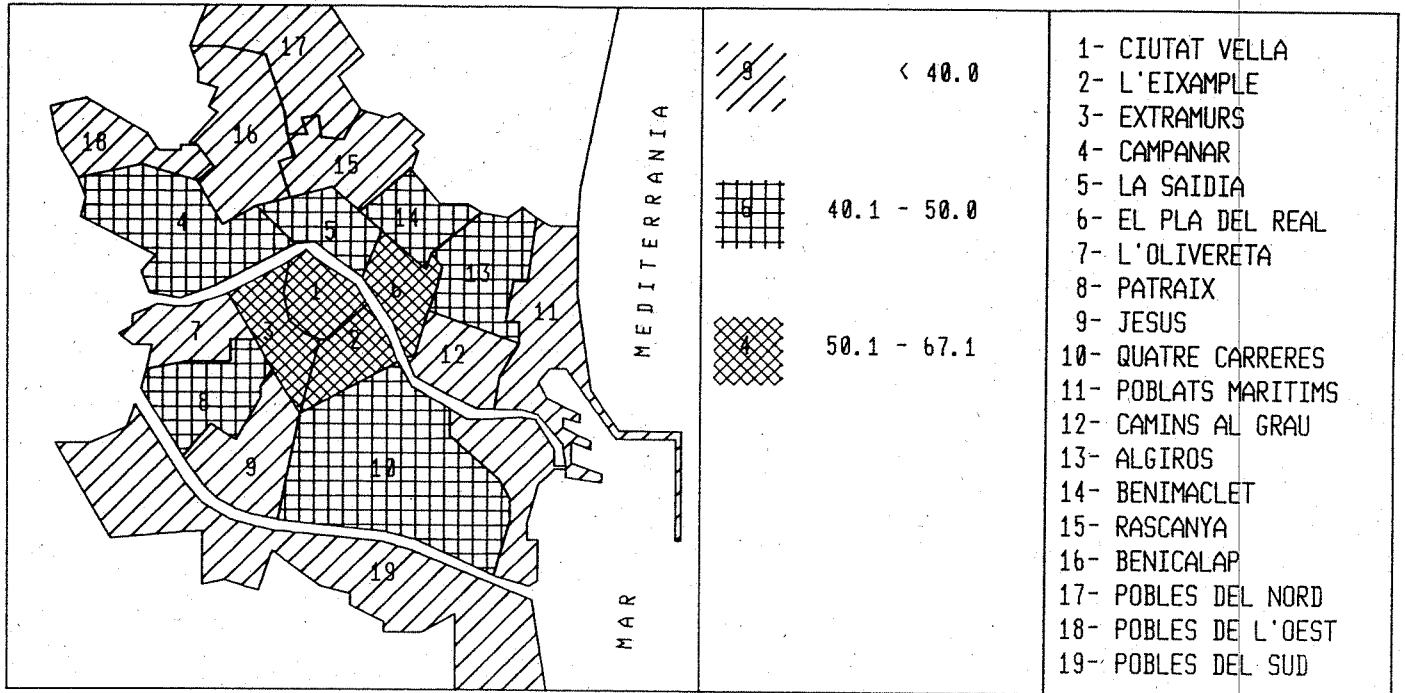 17
16
18
15
4
5
14
13
1
6
11
7
3
2
12
8
9
10
19
MEDITERRANIA
MAR
9 < 40.0
6 40.1 - 50.0
4 50.1 - 67.1
1- CIUTAT VELLA
2- L'EIXAMPLE
3- EXTRAMURS
4- CAMPANAR
5- LA SAIDIA
6- EL PLA DEL REAL
7- L'OLIVERETA
8- PATRAIX
9- JESUS
10- QUATRE CARRERES
11- POBLATS MARITIMS
12- CAMINS AL GRAU
13- ALGIROS
14- BENIMACLET
15- RASCANYA
16- BENICALAP
17- POBLES DEL NORD
18- POBLES DE L'OEST
19- POBLES DEL SUD